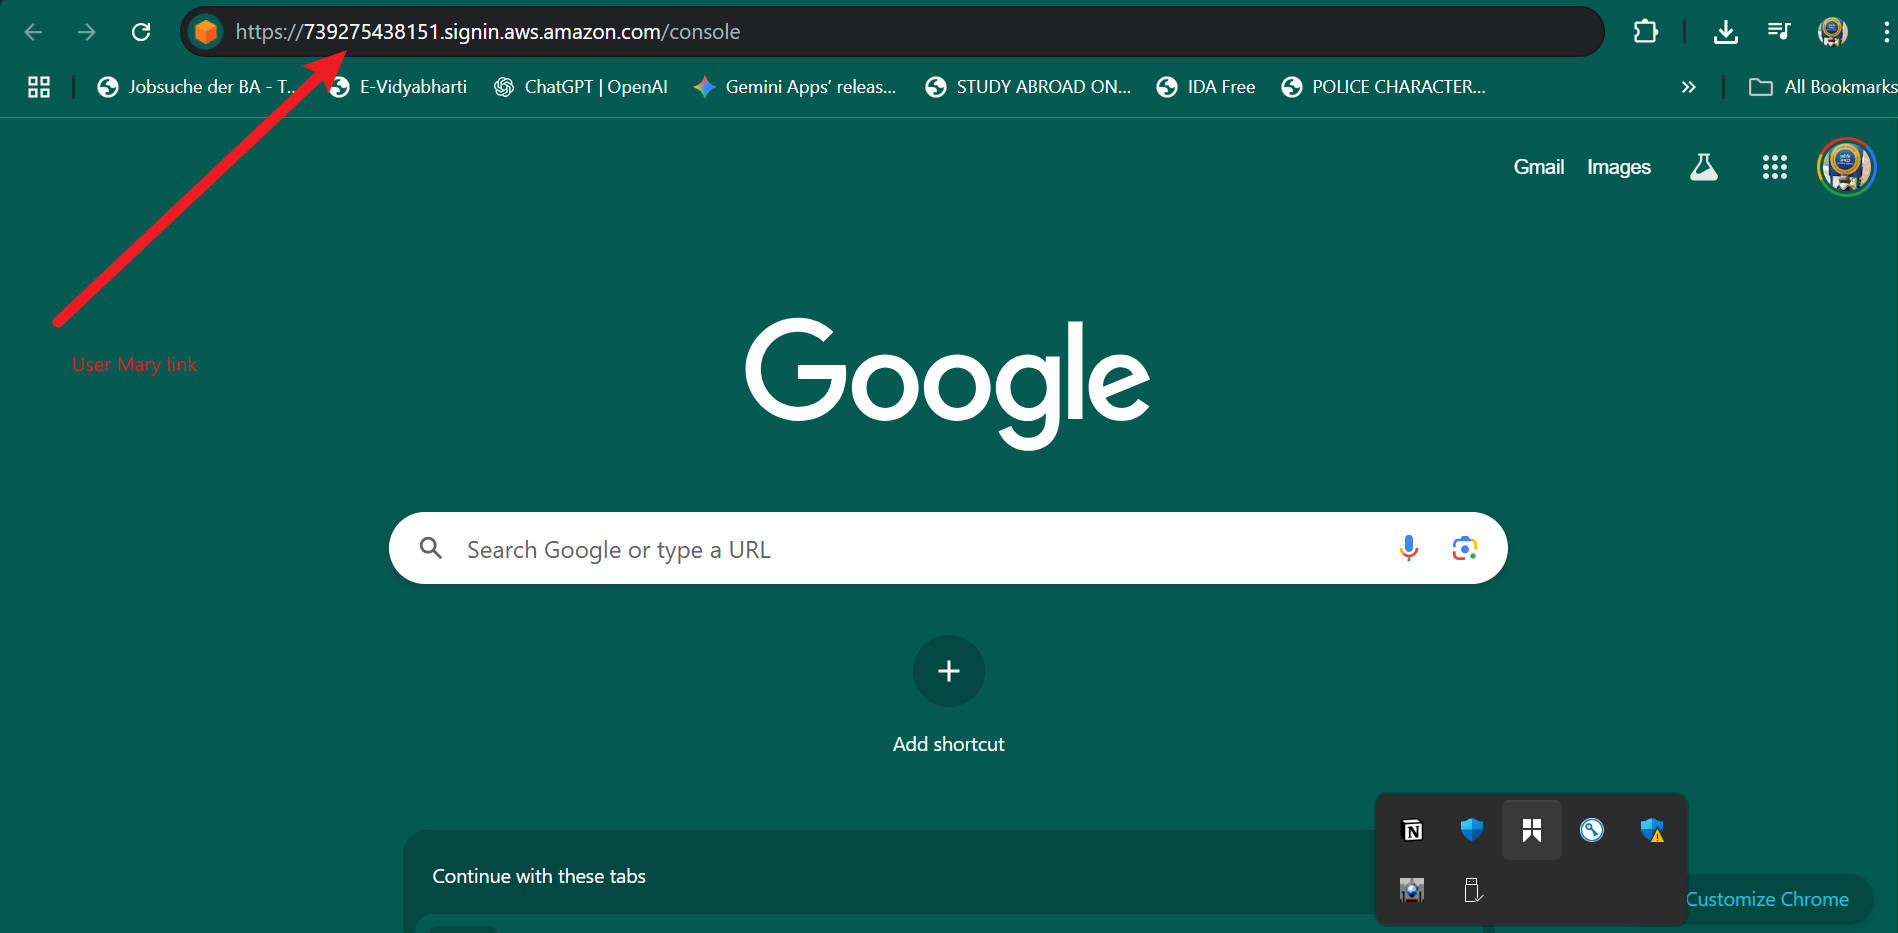 https://739275438151.signin.aws.amazon.com/console
Jobsuche der BA - T... E-Vidyabharti ChatGPT | OpenAI Gemini Apps’ releas... STUDY ABROAD ON... IDA Free POLICE CHARACTER... All Bookmarks
Gmail Images
User Mary link
Google
Search Google or type a URL
Add shortcut
Continue with these tabs
Customize Chrome